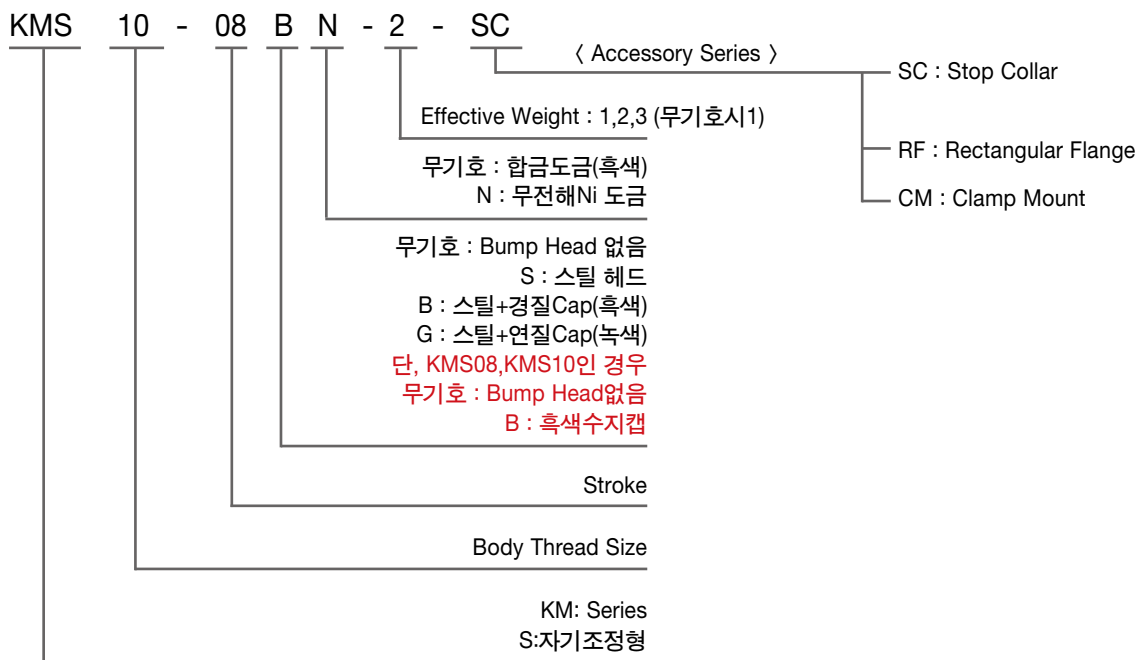 KMS 10 - 08 B N - 2 - SC
〈 Accessory Series 〉
SC : Stop Collar
RF : Rectangular Flange
CM : Clamp Mount
Effective Weight : 1,2,3 (무기호시1)
무기호 : 합금도금(흑색)
N : 무전해Ni 도금
무기호 : Bump Head 없음
S : 스틸 헤드
B : 스틸+경질Cap(흑색)
G : 스틸+연질Cap(녹색)
단, KMS08,KMS10인 경우
무기호 : Bump Head없음
B : 흑색수지캡
Stroke
Body Thread Size
KM: Series
S:자기조정형